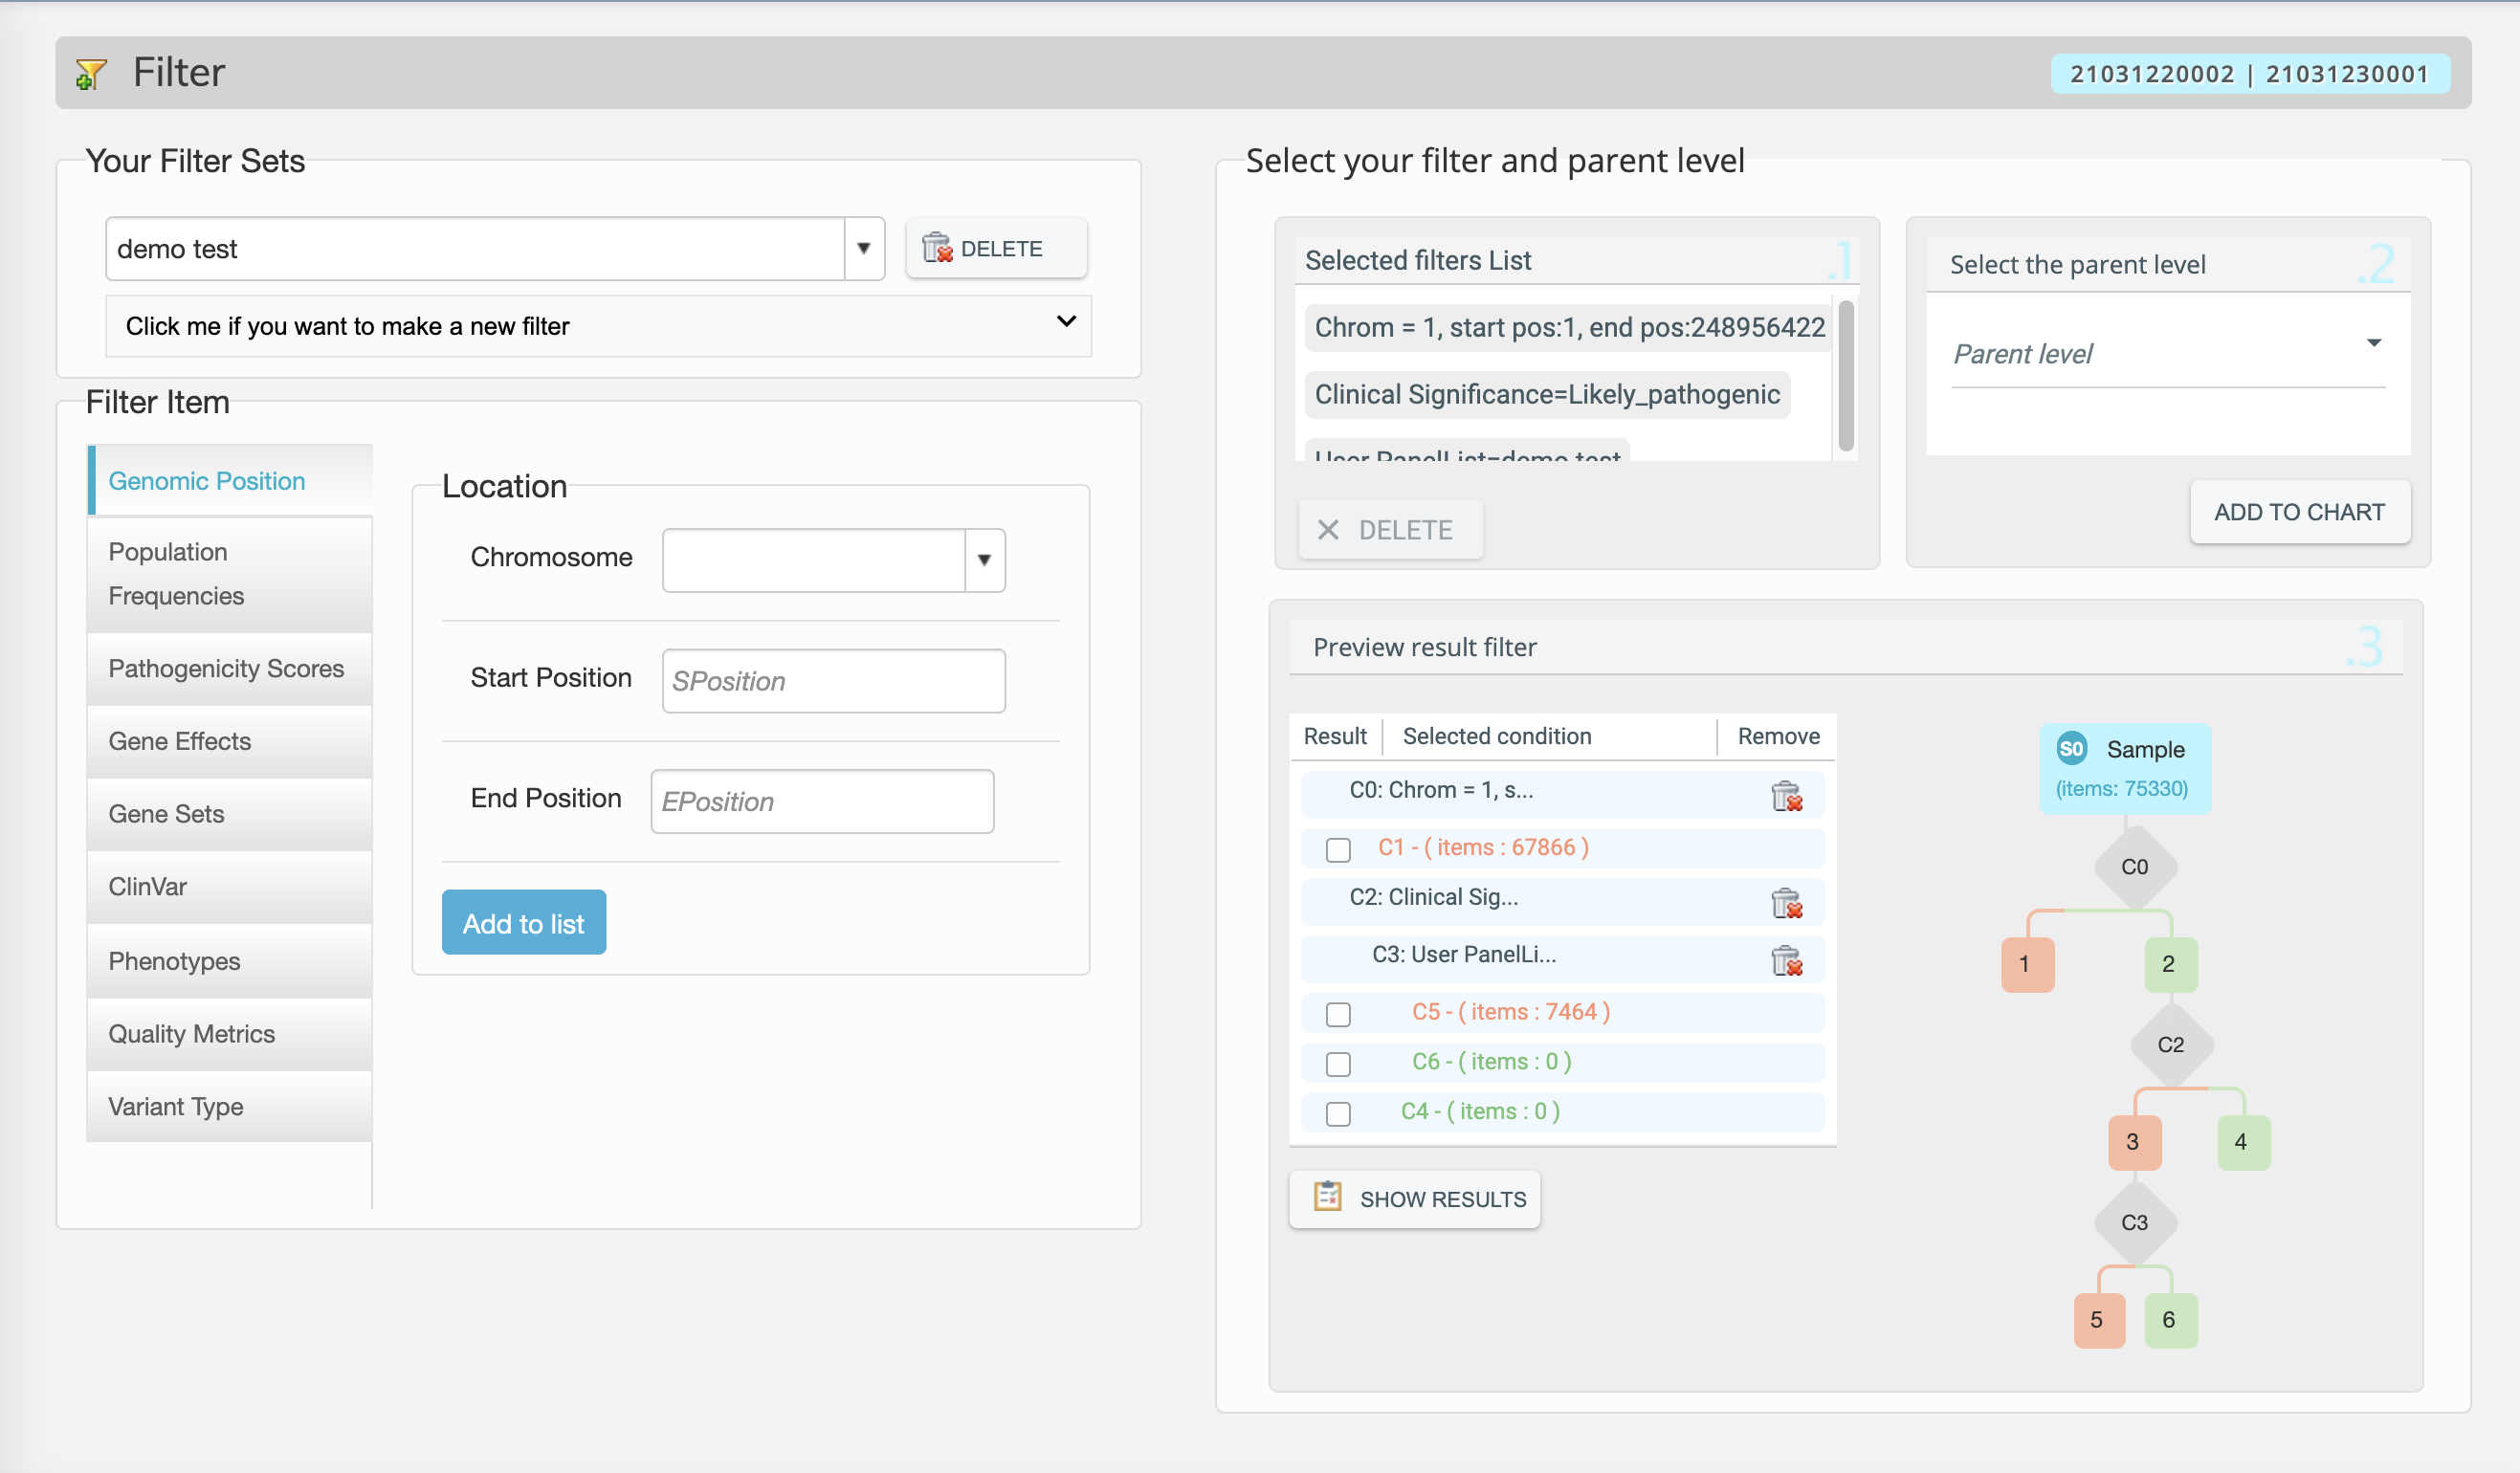 Filter
21031220002 | 21031230001
Your Filter Sets
demo test
DELETE
Click me if you want to make a new filter
Filter Item
Genomic Position
Population
Frequencies
Pathogenicity Scores
Gene Effects
Gene Sets
ClinVar
Phenotypes
Quality Metrics
Variant Type
Location
Chromosome
Start Position
SPosition
End Position
EPosition
Add to list
Select your filter and parent level
Selected filters List
.1
Chrom = 1, start pos:1, end pos:248956422
Clinical Significance=Likely_pathogenic
User PanelList=demo test
DELETE
Select the parent level
.2
Parent level
ADD TO CHART
Preview result filter
.3
Result Selected condition Remove
C0: Chrom = 1, s...
C1 - ( items : 67866 )
C2: Clinical Sig...
C3: User PanelLi...
C5 - ( items : 7464 )
C6 - ( items : 0 )
C4 - ( items : 0 )
SHOW RESULTS
S0 Sample
(items: 75330)
C0
1 2
C2
3 4
C3
5 6